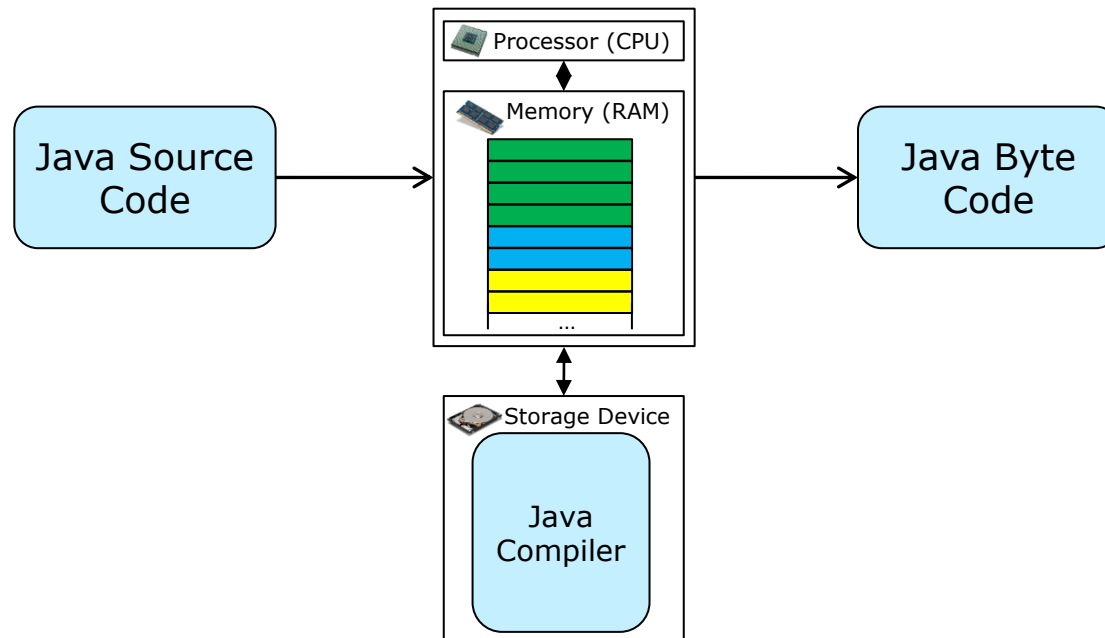 Processor (CPU)
Memory (RAM)
Java Source
Code
Java Byte
Code
...
Storage Device
Java
Compiler